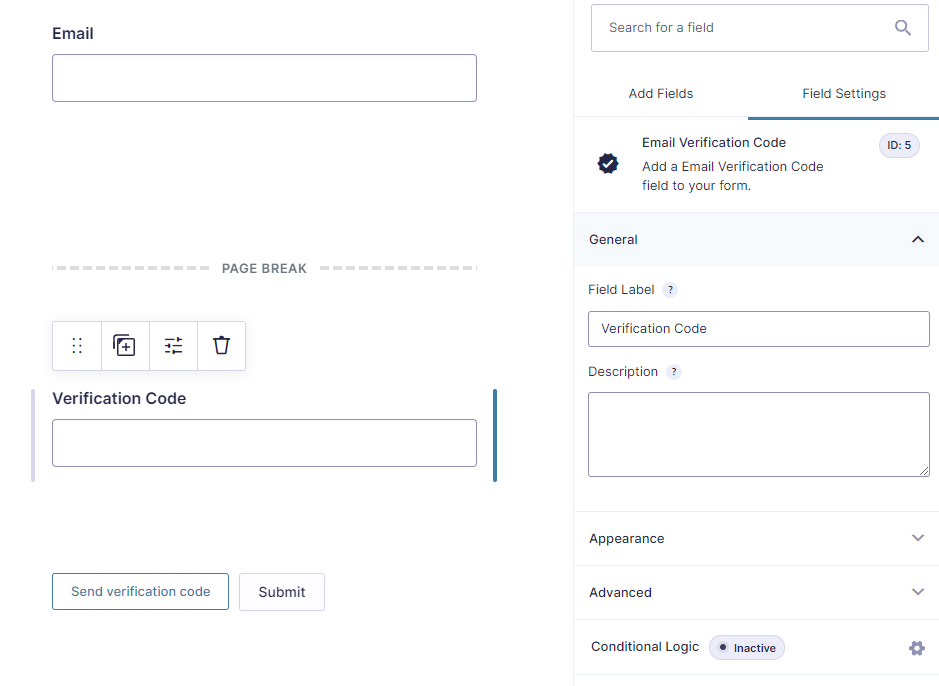 Email
PAGE BREAK
Verification Code
Send verification code
Submit
Search for a field
Add Fields
Field Settings
Email Verification Code
ID: 5
Add a Email Verification Code
field to your form.
General
Field Label ?
Verification Code
Description ?
Appearance
Advanced
Conditional Logic
Inactive